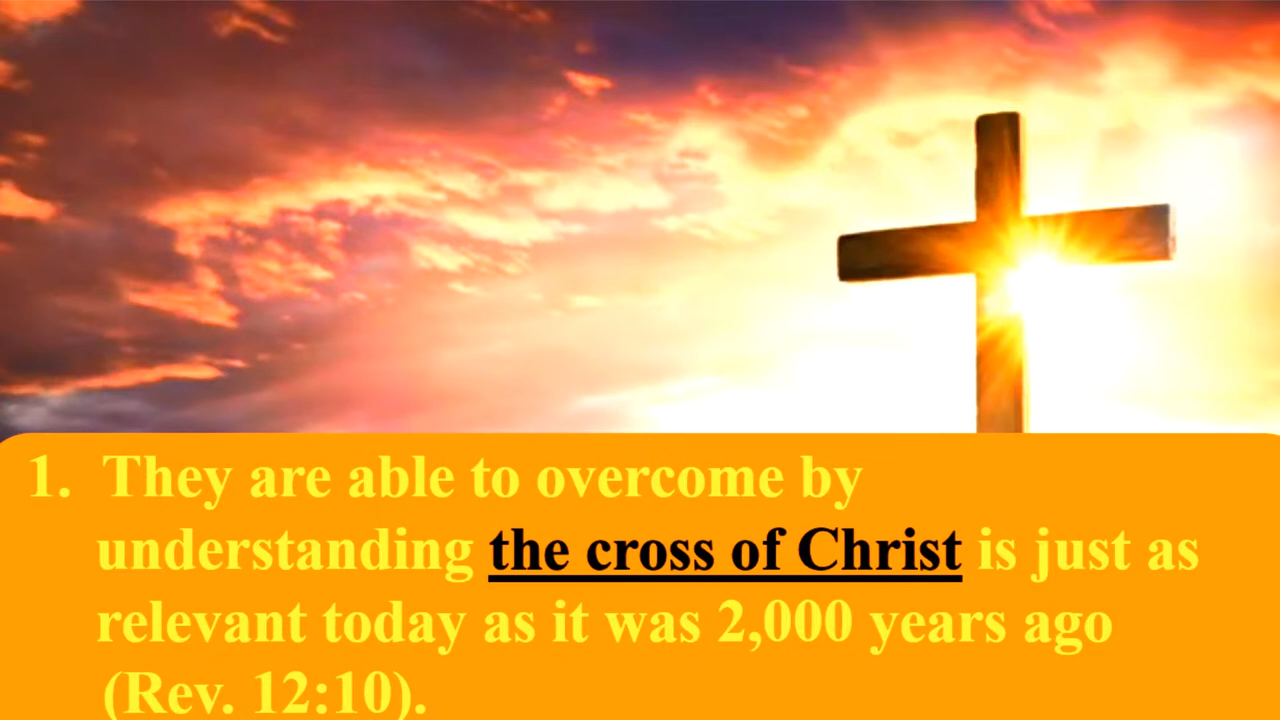 1. They are able to overcome by
understanding the cross of Christ is just as
relevant today as it was 2,000 years ago
(Rev. 12:10).